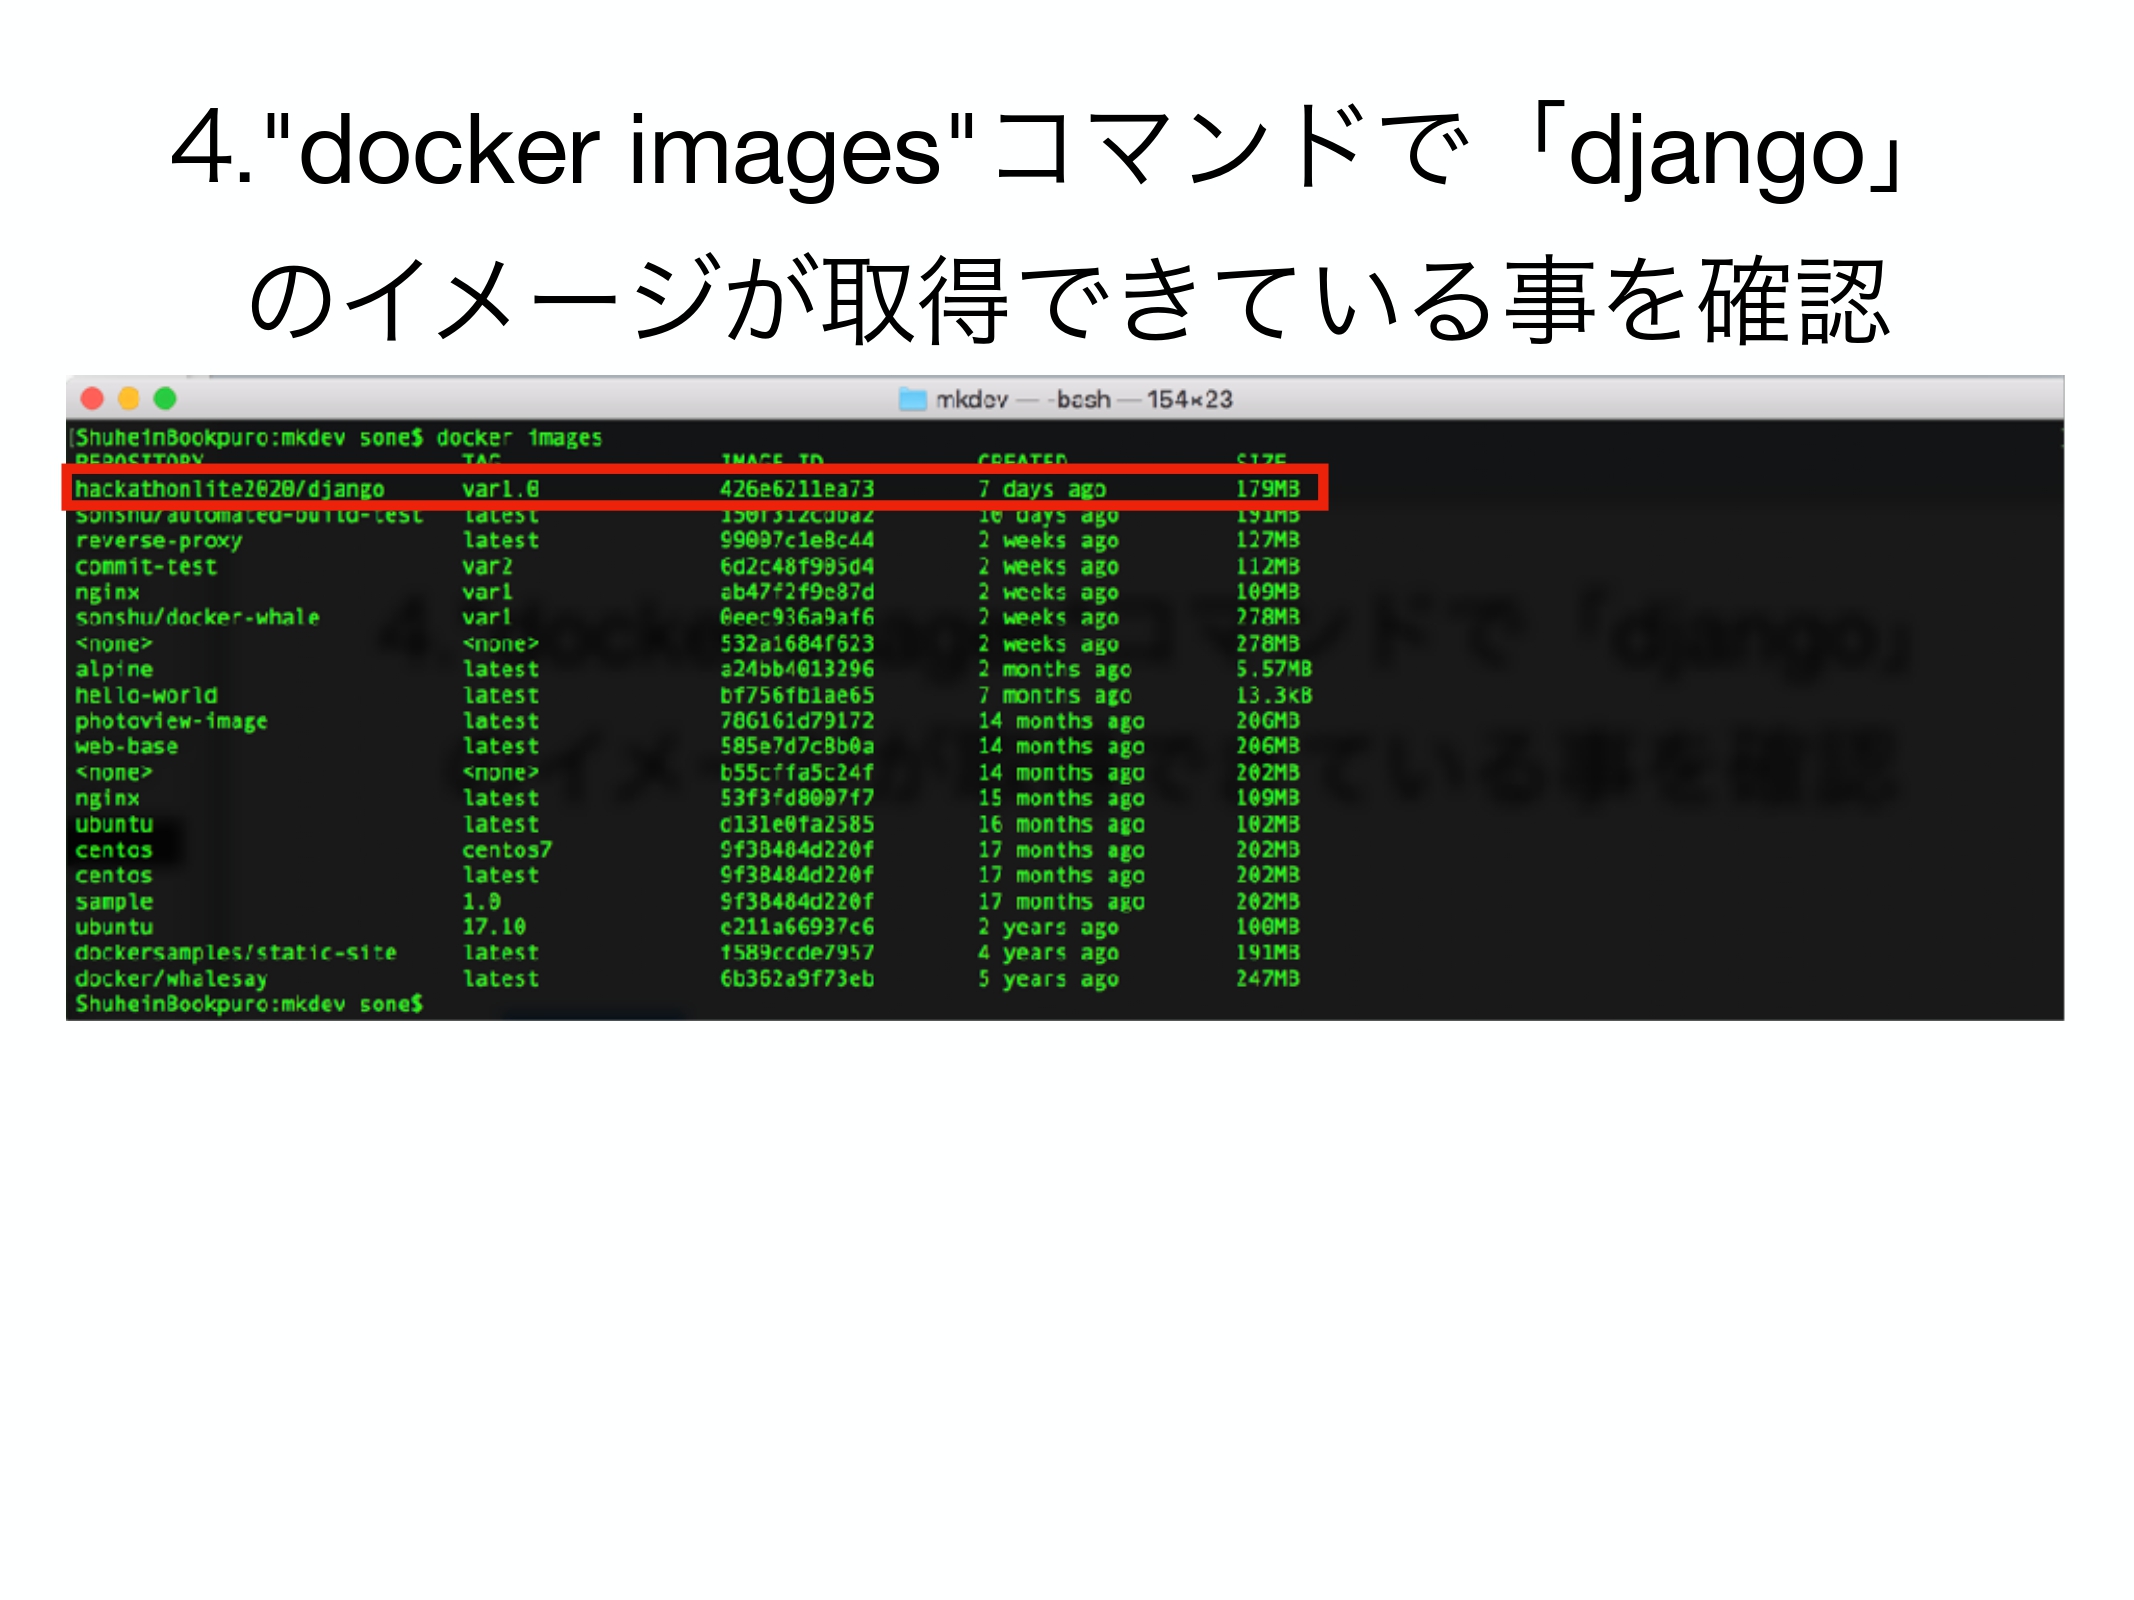 4."docker images"コマンドで「django」
のイメージが取得できている事を確認
mkdev — -bash — 154×23
[ShuheinBookpuro:mkdev sone$ docker images
REPOSITORY TAG IMAGE ID CREATED SIZE
hackathonlite2020/django var1.0 426e6211ea73 7 days ago 179MB
sonshu/automated-build-test latest 150f312cdba2 10 days ago 191MB
reverse-proxy latest 99007c1e8c44 2 weeks ago 127MB
commit-test var2 6d2c48f905d4 2 weeks ago 112MB
nginx var1 ab47f2f9e87d 2 weeks ago 109MB
sonshu/docker-whale var1 0eec936a9af6 2 weeks ago 278MB
<none> <none> 532a1684f623 2 weeks ago 278MB
alpine latest a24bb4013296 2 months ago 5.57MB
hello-world latest bf756fb1ae65 7 months ago 13.3kB
photoview-image latest 786161d79172 14 months ago 206MB
web-base latest 585e7d7c8b0a 14 months ago 206MB
<none> <none> b55cffa5c24f 14 months ago 202MB
nginx latest 53f3fd8007f7 15 months ago 109MB
ubuntu latest d131e0fa2585 16 months ago 102MB
centos centos7 9f38484d220f 17 months ago 202MB
centos latest 9f38484d220f 17 months ago 202MB
sample 1.0 9f38484d220f 17 months ago 202MB
ubuntu 17.10 e211a66937c6 2 years ago 100MB
dockersamples/static-site latest f589ccde7957 4 years ago 191MB
docker/whalesay latest 6b362a9f73eb 5 years ago 247MB
ShuheinBookpuro:mkdev sone$